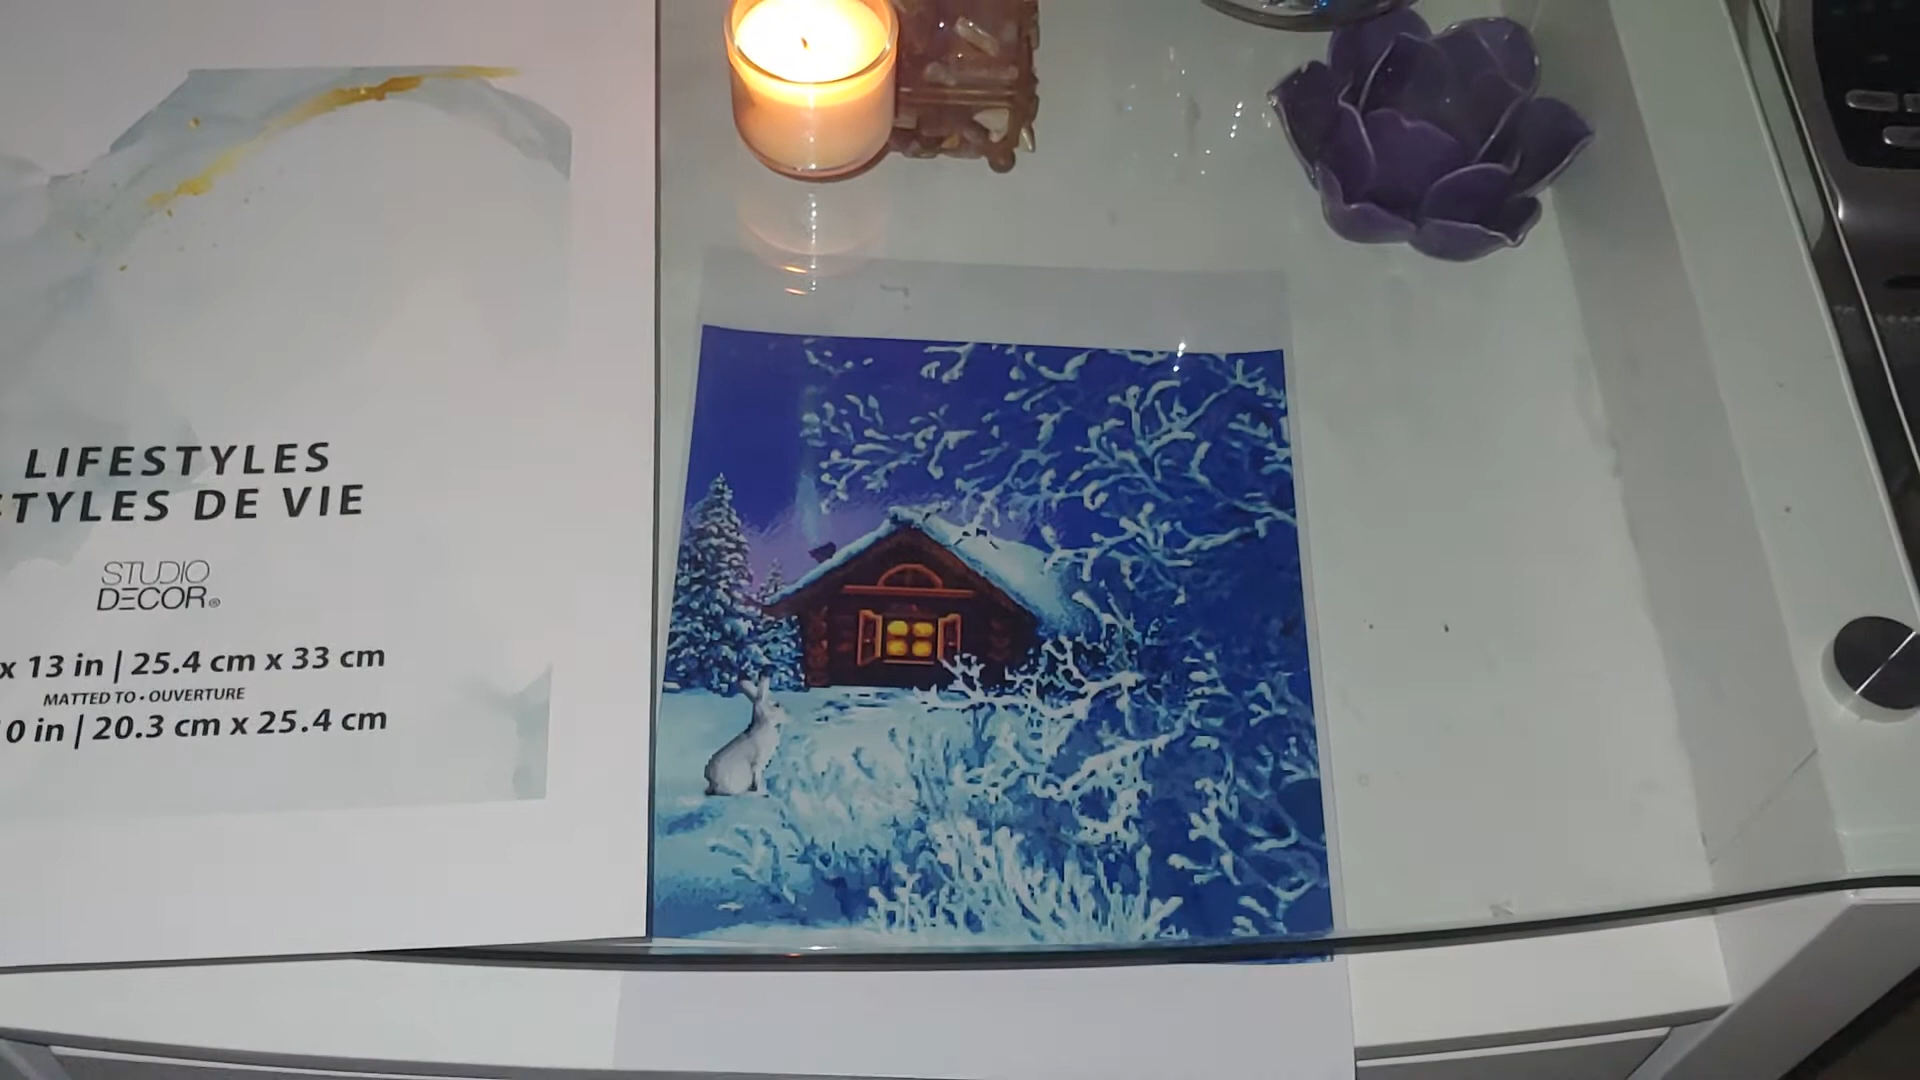 LIFESTYLES
STYLES DE VIE
STUDIO
DECOR®
x 13 in | 25.4 cm x 33 cm
MATTED TO • OUVERTURE
0 in | 20.3 cm x 25.4 cm